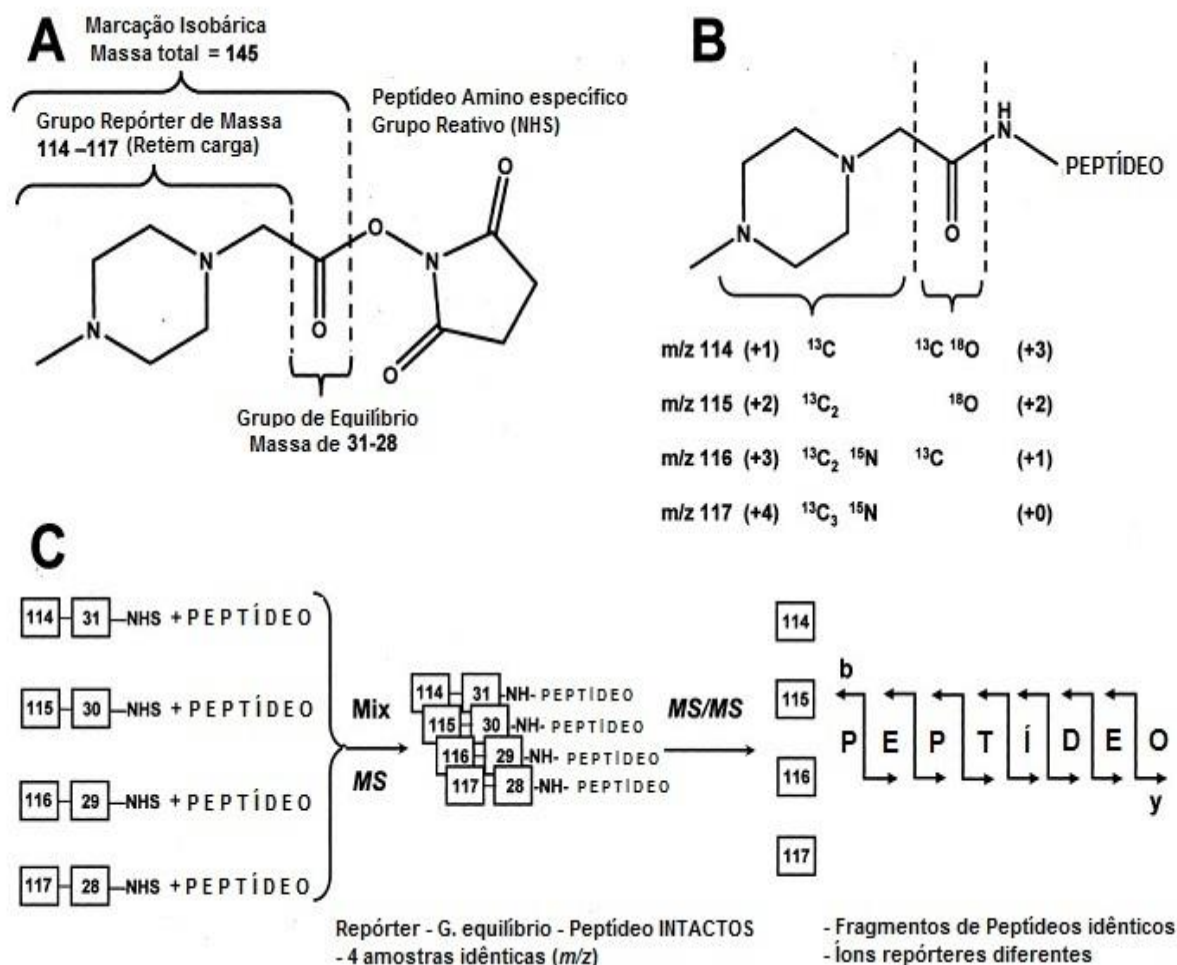 A
Marcação Isobárica
Massa total = 145
Grupo Repórter de Massa
114 –117 (Retèm carga)
Peptídeo Amino específico
Grupo Reativo (NHS)
N
N
O
O
N
O
O
Grupo de Equilíbrio
Massa de 31-28
B
N
N
O
H
N
PEPTÍDEO
m/z 114 (+1) ¹³C ¹³C ¹⁸O (+3)
m/z 115 (+2) ¹³C₂ ¹⁸O (+2)
m/z 116 (+3) ¹³C₂ ¹⁵N ¹³C (+1)
m/z 117 (+4) ¹³C₃ ¹⁵N (+0)
C
114 31 NHS + PEPTÍDEO
115 30 NHS + PEPTÍDEO
116 29 NHS + PEPTÍDEO
117 28 NHS + PEPTÍDEO
Mix
MS
114 31 -NH- PEPTÍDEO
115 30 -NH- PEPTÍDEO
116 29 -NH- PEPTÍDEO
117 28 -NH- PEPTÍDEO
MS/MS
114
115
116
117
b
P E P T Í D E O
y
Repórter - G. equilíbrio - Peptídeo INTACTOS
- 4 amostras idênticas (m/z)
- Fragmentos de Peptídeos idênticos
- Íons repórteres diferentes